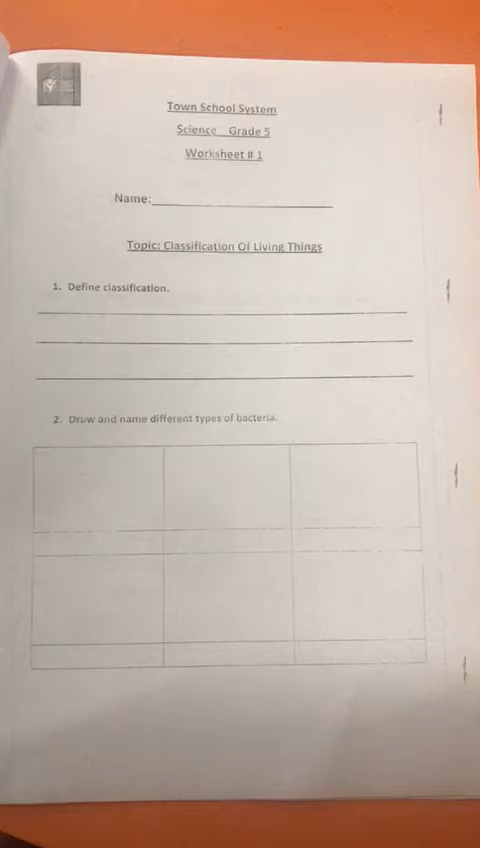 Town School System
Science Grade 5
Worksheet # 1
Name:
Topic: Classification Of Living Things
1. Define classification.
2. Draw and name different types of bacteria.